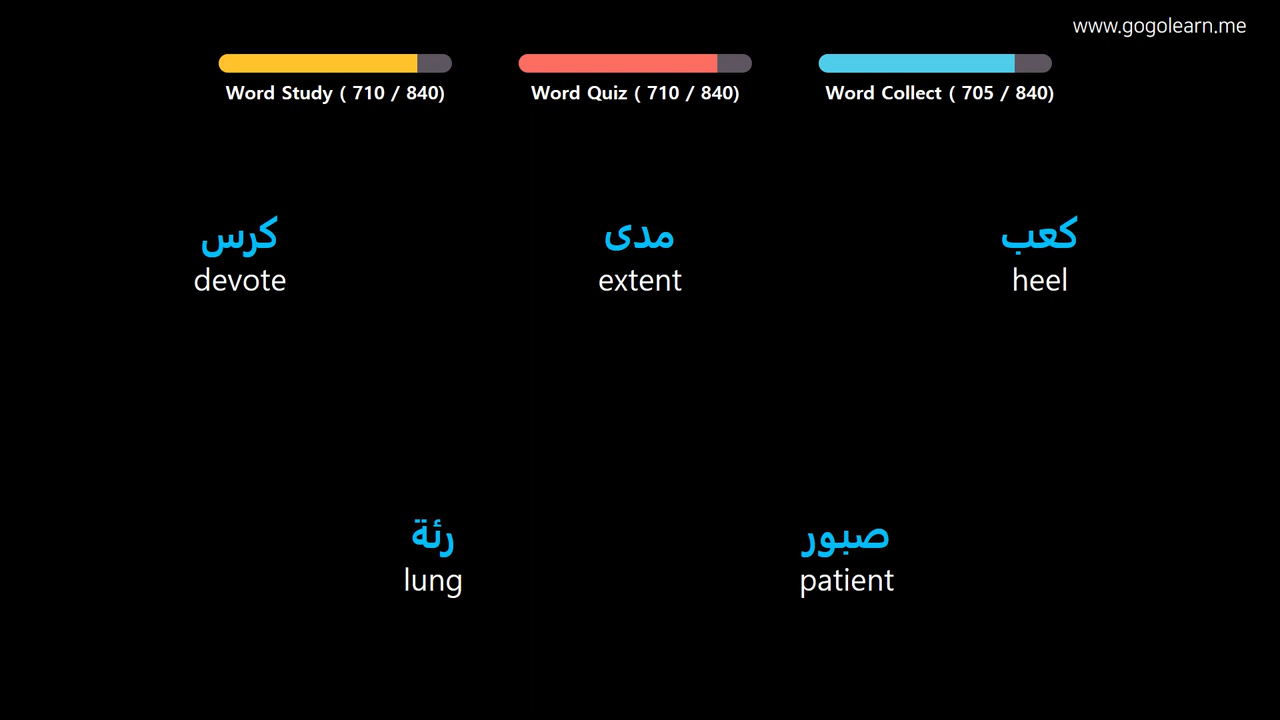 www.gogolearn.me
Word Study ( 710 / 840)
Word Quiz ( 710 / 840)
Word Collect ( 705 / 840)
كرس
devote
مدى
extent
كعب
heel
رئة
lung
صبور
patient